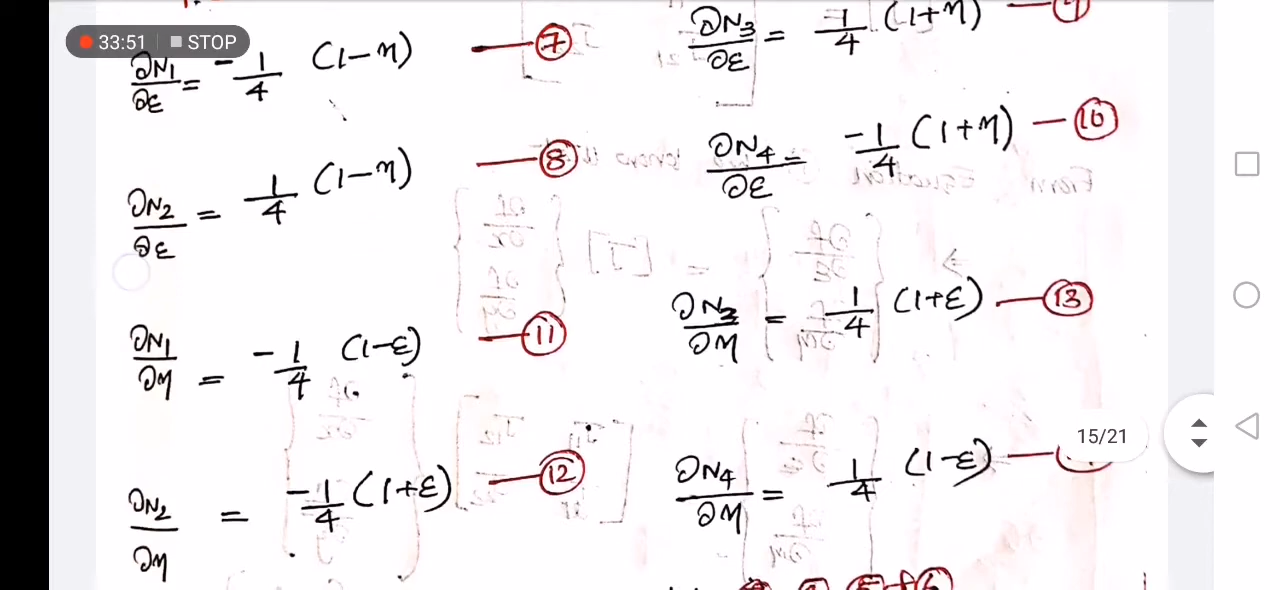 33:51 STOP
∂N1/∂ε = -1/4 (1-η) — 7
∂N3/∂ε = 1/4 (1+η)
∂N2/∂ε = 1/4 (1-η) — 8
∂N4/∂ε = -1/4 (1+η) — 10
∂N1/∂η = -1/4 (1-ε) — 11
∂N3/∂η = 1/4 (1+ε) — 13
∂N2/∂η = -1/4 (1+ε) — 12
∂N4/∂η = 1/4 (1-ε)
15/21